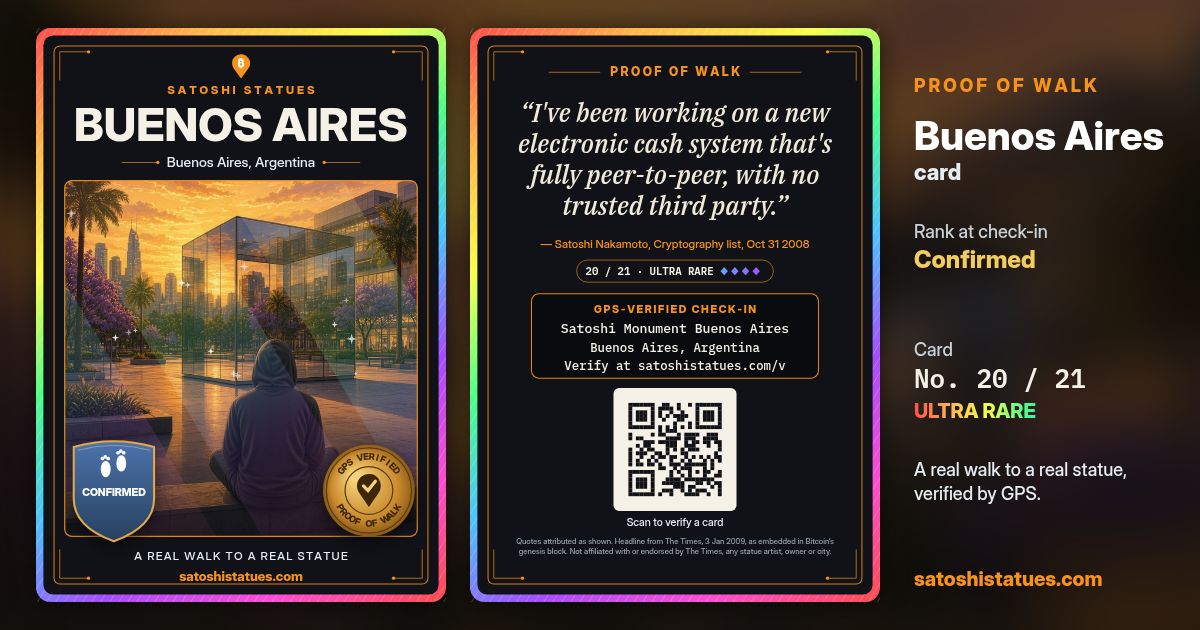 SATOSHI STATUES
BUENOS AIRES
Buenos Aires, Argentina
CONFIRMED
GPS VERIFIED
PROOF OF WALK
A REAL WALK TO A REAL STATUE
satoshistatues.com
PROOF OF WALK
“I've been working on a new
electronic cash system that's
fully peer-to-peer, with no
trusted third party.”
— Satoshi Nakamoto, Cryptography list, Oct 31 2008
20 / 21 · ULTRA RARE
GPS-VERIFIED CHECK-IN
Satoshi Monument Buenos Aires
Buenos Aires, Argentina
Verify at satoshistatues.com/v
Scan to verify a card
Quotes attributed as shown. Headline from The Times, 3 Jan 2009, as embedded in Bitcoin's
genesis block. Not affiliated with or endorsed by The Times, any statue artist, owner or city.
PROOF OF WALK
Buenos Aires
card
Rank at check-in
Confirmed
Card
No. 20 / 21
ULTRA RARE
A real walk to a real statue,
verified by GPS.
satoshistatues.com